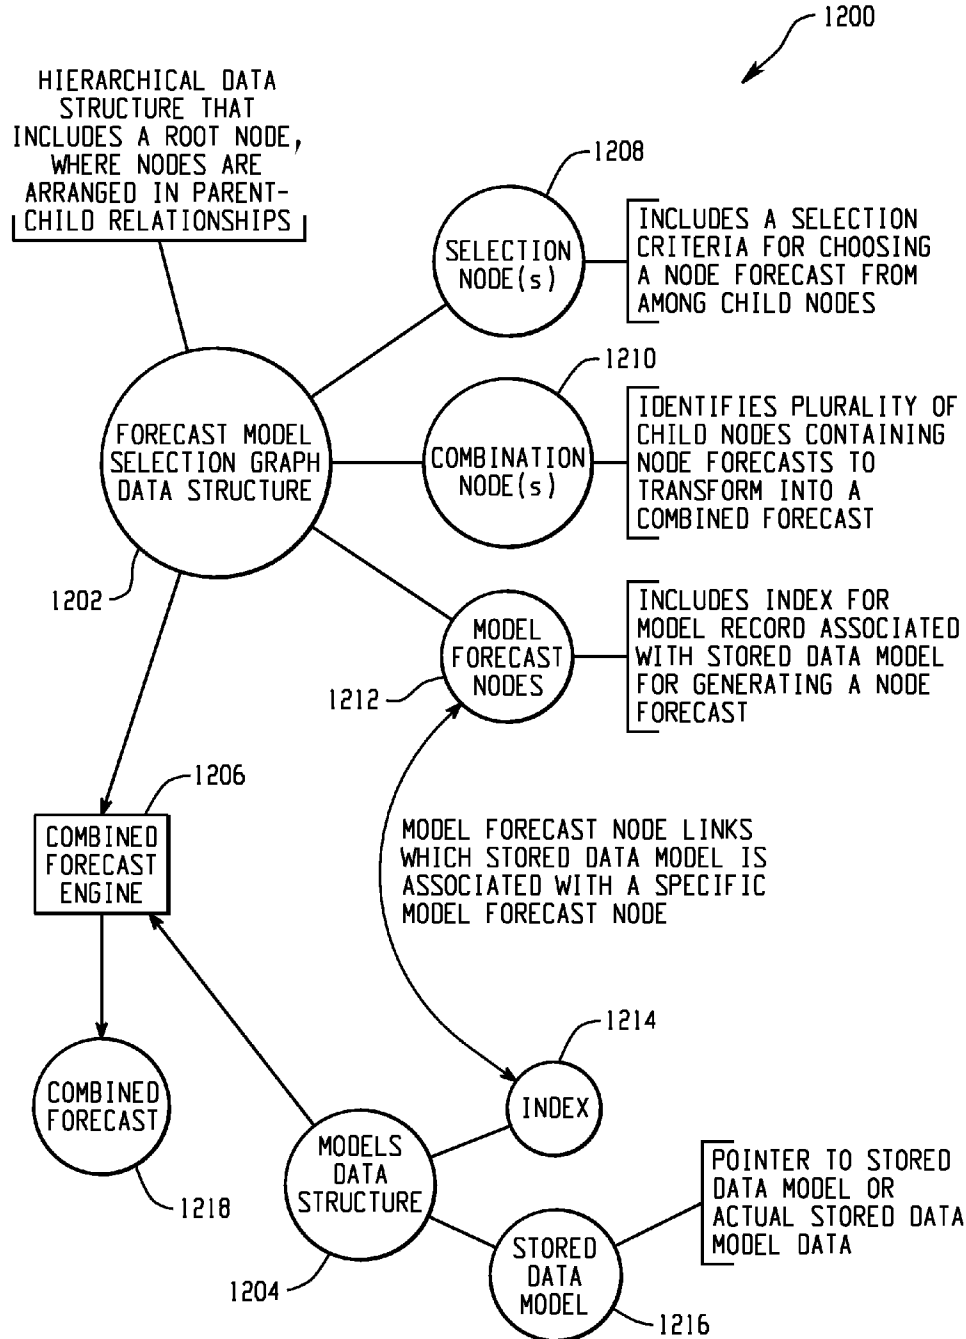 1200
HIERARCHICAL DATA
STRUCTURE THAT
INCLUDES A ROOT NODE,
WHERE NODES ARE
ARRANGED IN PARENT-
CHILD RELATIONSHIPS
1208
SELECTION
NODE(s)
INCLUDES A SELECTION
CRITERIA FOR CHOOSING
A NODE FORECAST FROM
AMONG CHILD NODES
1210
FORECAST MODEL
SELECTION GRAPH
DATA STRUCTURE
COMBINATION
NODE(s)
IDENTIFIES PLURALITY OF
CHILD NODES CONTAINING
NODE FORECASTS TO
TRANSFORM INTO A
COMBINED FORECAST
1202
MODEL
FORECAST
NODES
1212
INCLUDES INDEX FOR
MODEL RECORD ASSOCIATED
WITH STORED DATA MODEL
FOR GENERATING A NODE
FORECAST
1206
COMBINED
FORECAST
ENGINE
MODEL FORECAST NODE LINKS
WHICH STORED DATA MODEL IS
ASSOCIATED WITH A SPECIFIC
MODEL FORECAST NODE
1214
INDEX
COMBINED
FORECAST
1218
MODELS
DATA
STRUCTURE
1204
STORED
DATA
MODEL
1216
POINTER TO STORED
DATA MODEL OR
ACTUAL STORED DATA
MODEL DATA